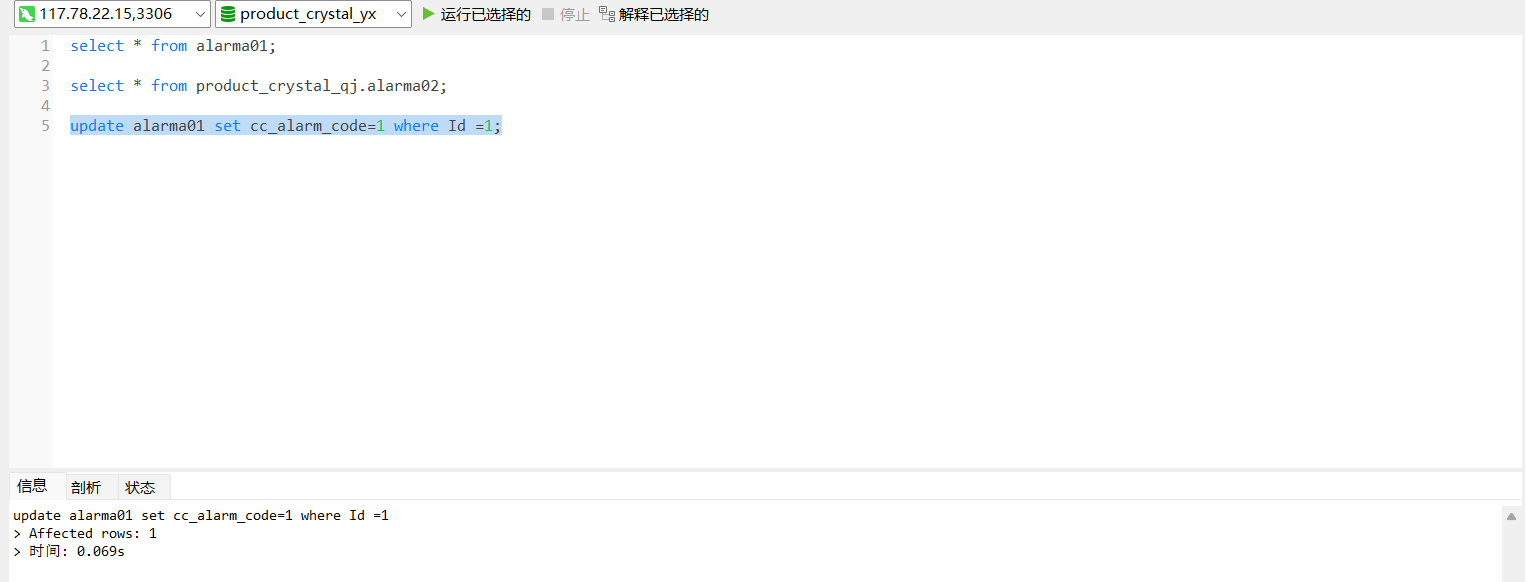 117.78.22.15,3306 product_crystal_yx 运行已选择的 停止 解释已选择的
1 select * from alarma01;
2
3 select * from product_crystal_qj.alarma02;
4
5 update alarma01 set cc_alarm_code=1 where Id =1;
信息 剖析 状态
update alarma01 set cc_alarm_code=1 where Id =1
> Affected rows: 1
> 时间: 0.069s